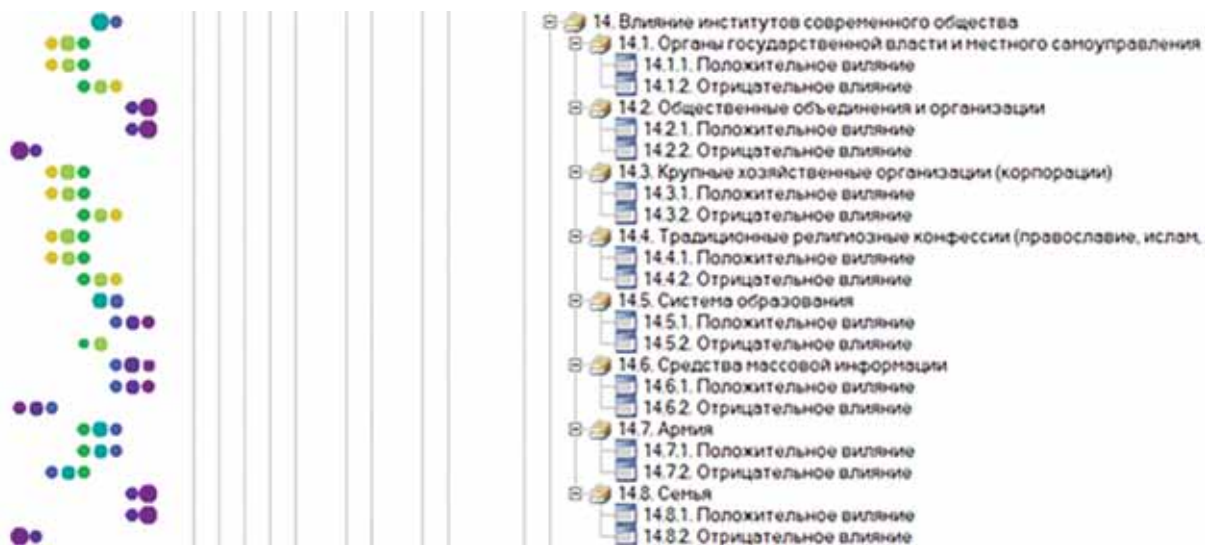 14. Влияние институтов современного общества
14.1. Органы государственной власти и местного самоуправления
14.1.1. Положительное виляние
14.1.2. Отрицательное влияние
14.2. Общественные объединения и организации
14.2.1. Положительное виляние
14.2.2. Отрицательное влияние
14.3. Крупные хозяйственные организации (корпорации)
14.3.1. Положительное виляние
14.3.2. Отрицательное влияние
14.4. Традиционные религиозные конфессии (православие, ислам,
14.4.1. Положительное виляние
14.4.2. Отрицательное влияние
14.5. Система образования
14.5.1. Положительное виляние
14.5.2. Отрицательное влияние
14.6. Средства массовой информации
14.6.1. Положительное виляние
14.6.2. Отрицательное влияние
14.7. Армия
14.7.1. Положительное виляние
14.7.2. Отрицательное влияние
14.8. Семья
14.8.1. Положительное виляние
14.8.2. Отрицательное влияние